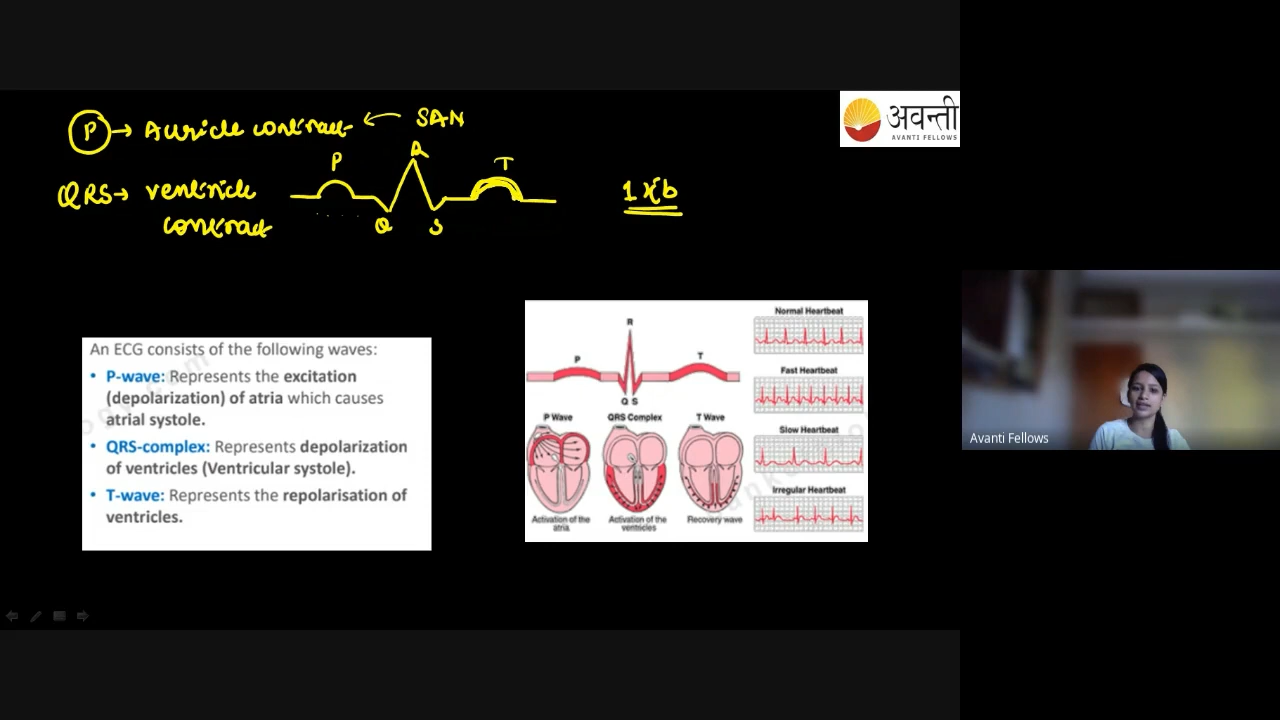 P → Auricle contract ← SAN
अवन्ती
AVANTI FELLOWS
P
R
T
QRS → ventricle
contract
Q
S
An ECG consists of the following waves:
• P-wave: Represents the excitation
(depolarization) of atria which causes
atrial systole.
• QRS-complex: Represents depolarization
of ventricles (Ventricular systole).
• T-wave: Represents the repolarisation of
ventricles.
R
P
T
Q S
P Wave
QRS Complex
T Wave
Activation of the
atria
Activation of the
ventricles
Recovery wave
Normal Heartbeat
Fast Heartbeat
Slow Heartbeat
Irregular Heartbeat
Avanti Fellows